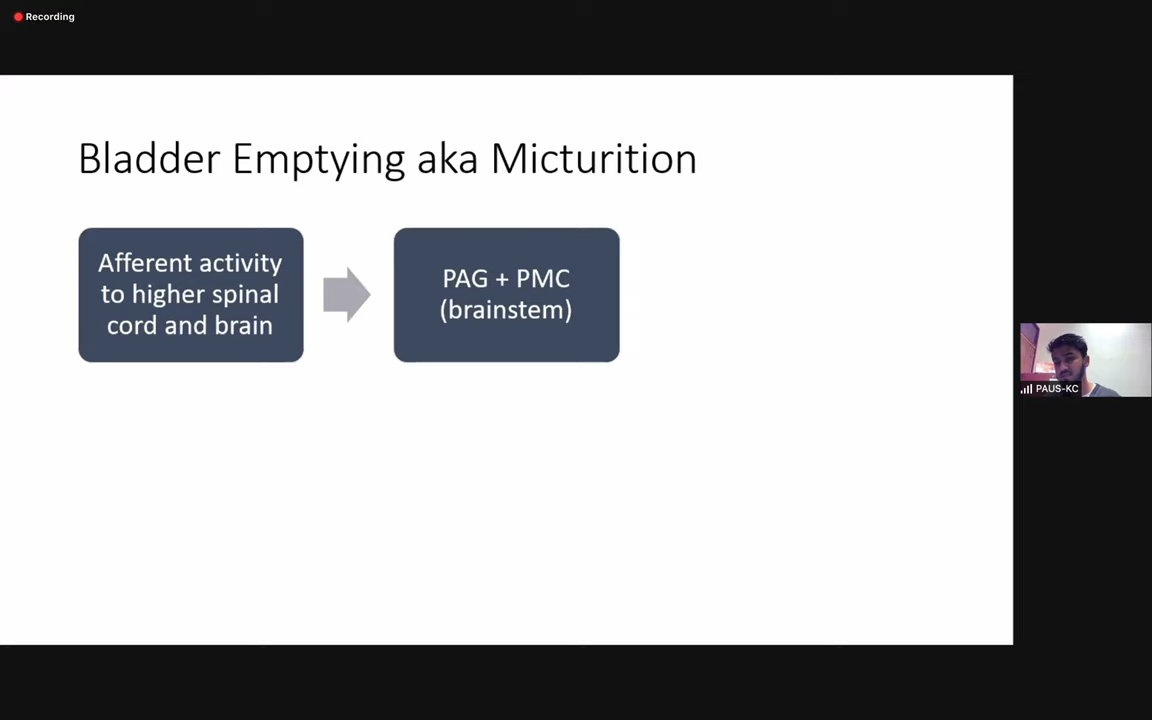 Recording
Bladder Emptying aka Micturition
Afferent activity
to higher spinal
cord and brain
PAG + PMC
(brainstem)
PAUS-KC